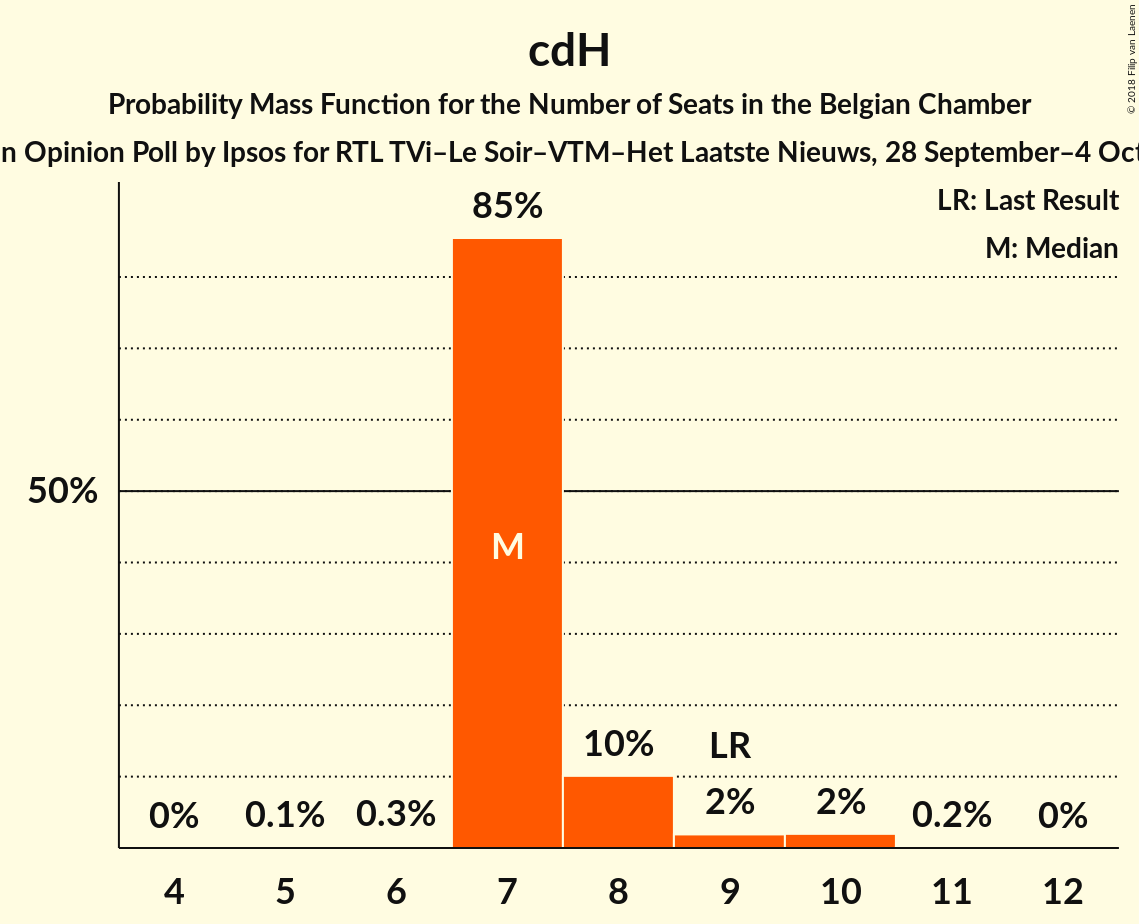 cdH
Probability Mass Function for the Number of Seats in the Belgian Chamber
n Opinion Poll by Ipsos for RTL TVi–Le Soir–VTM–Het Laatste Nieuws, 28 September–4 Oct
© 2018 Filip van Laenen
LR: Last Result
M: Median
85%
50%
M
10%
LR
0%
0.1%
0.3%
2%
2%
0.2%
0%
4 5 6 7 8 9 10 11 12